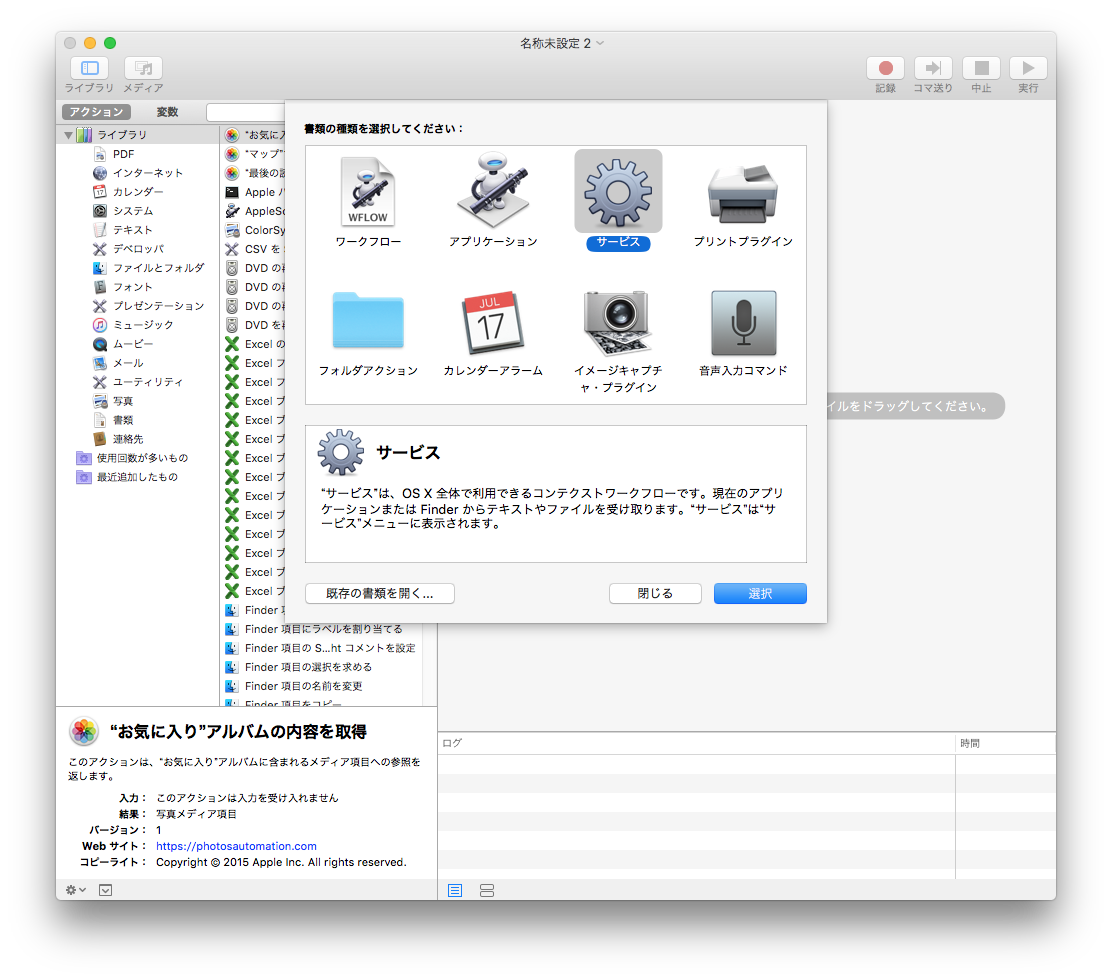 名称未設定 2
ライブラリ
メディア
記録
コマ送り
中止
実行
アクション
変数
ライブラリ
PDF
インターネット
カレンダー
システム
テキスト
デベロッパ
ファイルとフォルダ
フォント
プレゼンテーション
ミュージック
ムービー
メール
ユーティリティ
写真
書類
連絡先
使用回数が多いもの
最近追加したもの
“お気に入
“マップ”
“最後の
Apple
AppleSc
ColorSy
CSV を
DVD の
DVD の
DVD の
DVD を
Excel の
Excel フ
Excel フ
Excel ブ
Excel ブ
Excel ブ
Excel ブ
Excel ブ
Excel ブ
Excel ブ
Excel ブ
Excel ブ
Excel ブ
Excel ブ
Finder 項
Finder 項目にラベルを割り当てる
Finder 項目の S...ht コメントを設定
Finder 項目の選択を求める
Finder 項目の名前を変更
Finder 項目をコピー
書類の種類を選択してください：
WFLOW
ワークフロー
アプリケーション
サービス
プリントプラグイン
フォルダアクション
JUL
17
カレンダーアラーム
イメージキャプチ
ャ・プラグイン
音声入力コマンド
サービス
“サービス”は、OS X 全体で利用できるコンテクストワークフローです。現在のアプリ
ケーションまたは Finder からテキストやファイルを受け取ります。“サービス”は“サ
ービス”メニューに表示されます。
既存の書類を開く...
閉じる
選択
イルをドラッグしてください。
“お気に入り”アルバムの内容を取得
このアクションは、“お気に入り”アルバムに含まれるメディア項目への参照を
返します。
入力： このアクションは入力を受け入れません
結果： 写真メディア項目
バージョン： 1
Web サイト： https://photosautomation.com
コピーライト： Copyright © 2015 Apple Inc. All rights reserved.
ログ
時間